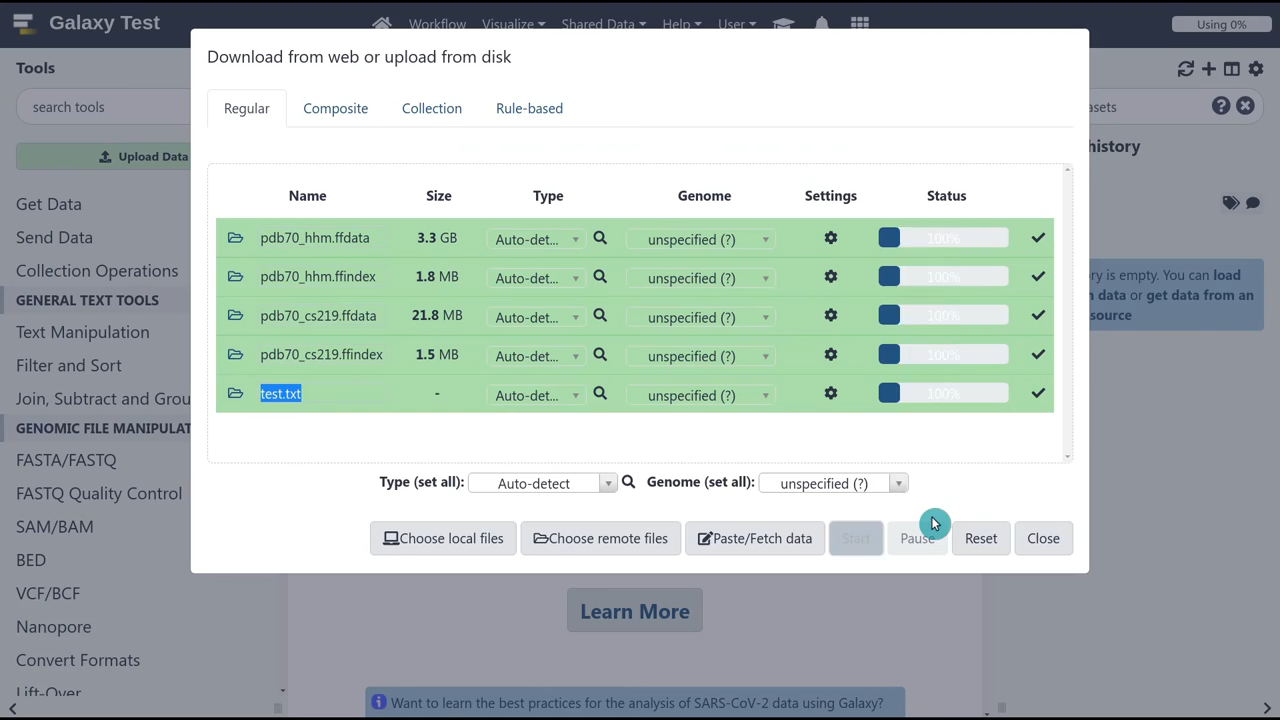 Galaxy Test
Workflow Visualize Shared Data Help User
Using 0%
Download from web or upload from disk
Tools
search tools
Upload Data
Get Data
Send Data
Collection Operations
GENERAL TEXT TOOLS
Text Manipulation
Filter and Sort
Join, Subtract and Grou
GENOMIC FILE MANIPULAT
FASTA/FASTQ
FASTQ Quality Control
SAM/BAM
BED
VCF/BCF
Nanopore
Convert Formats
Lift-Over
Regular Composite Collection Rule-based
Name Size Type Genome Settings Status
pdb70_hhm.ffdata 3.3 GB Auto-det... unspecified (?) 100%
pdb70_hhm.ffindex 1.8 MB Auto-det... unspecified (?) 100%
pdb70_cs219.ffdata 21.8 MB Auto-det... unspecified (?) 100%
pdb70_cs219.ffindex 1.5 MB Auto-det... unspecified (?) 100%
test.txt - Auto-det... unspecified (?) 100%
Type (set all): Auto-detect Genome (set all): unspecified (?)
Choose local files Choose remote files Paste/Fetch data Start Pause Reset Close
Learn More
Want to learn the best practices for the analysis of SARS-CoV-2 data using Galaxy?
asets
history
ry is empty. You can load
n data or get data from an
source